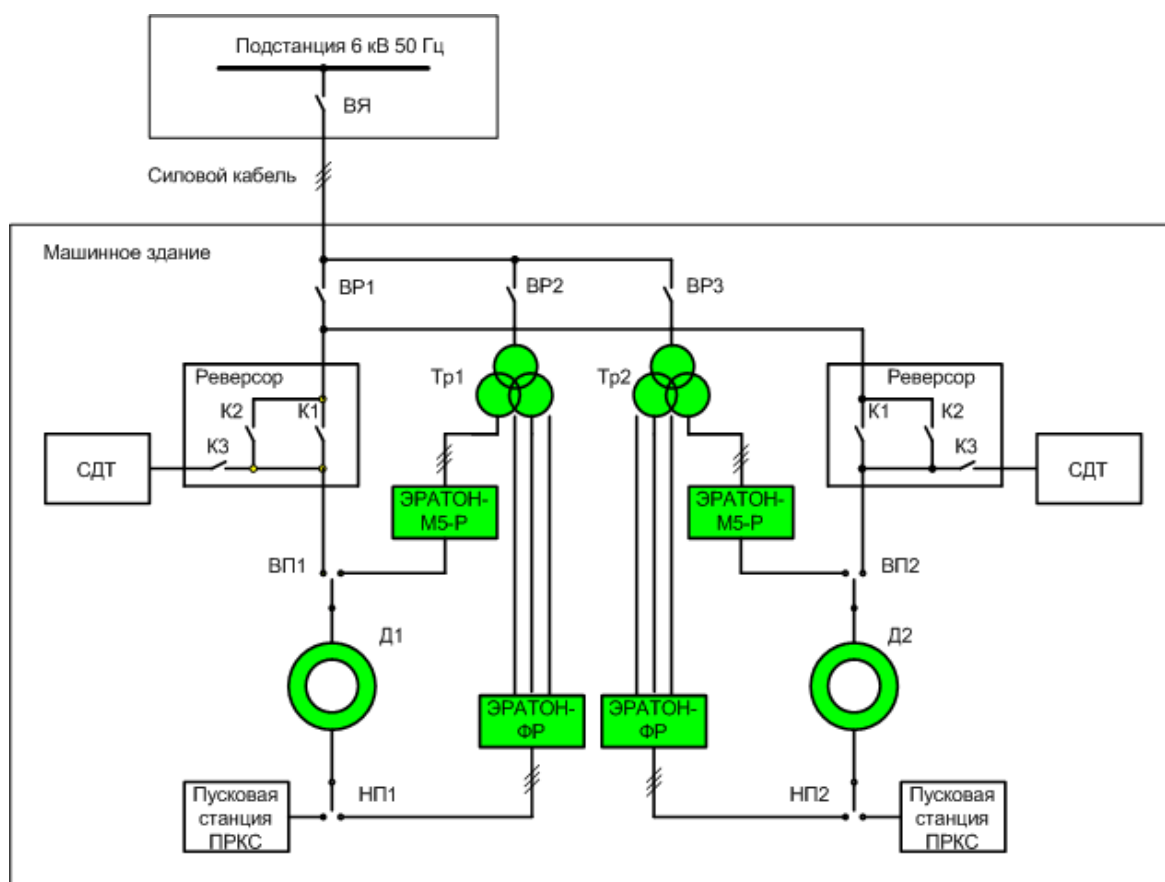 Подстанция 6 кВ 50 Гц
ВЯ
Силовой кабель
Машинное здание
ВР1
ВР2
ВР3
Реверсор
К2
К1
К3
СДТ
Тр1
Тр2
Реверсор
К1
К2
К3
СДТ
ЭРАТОН-
М5-Р
ЭРАТОН-
М5-Р
ВП1
ВП2
Д1
Д2
ЭРАТОН-
ФР
ЭРАТОН-
ФР
Пусковая
станция
ПРКС
НП1
НП2
Пусковая
станция
ПРКС